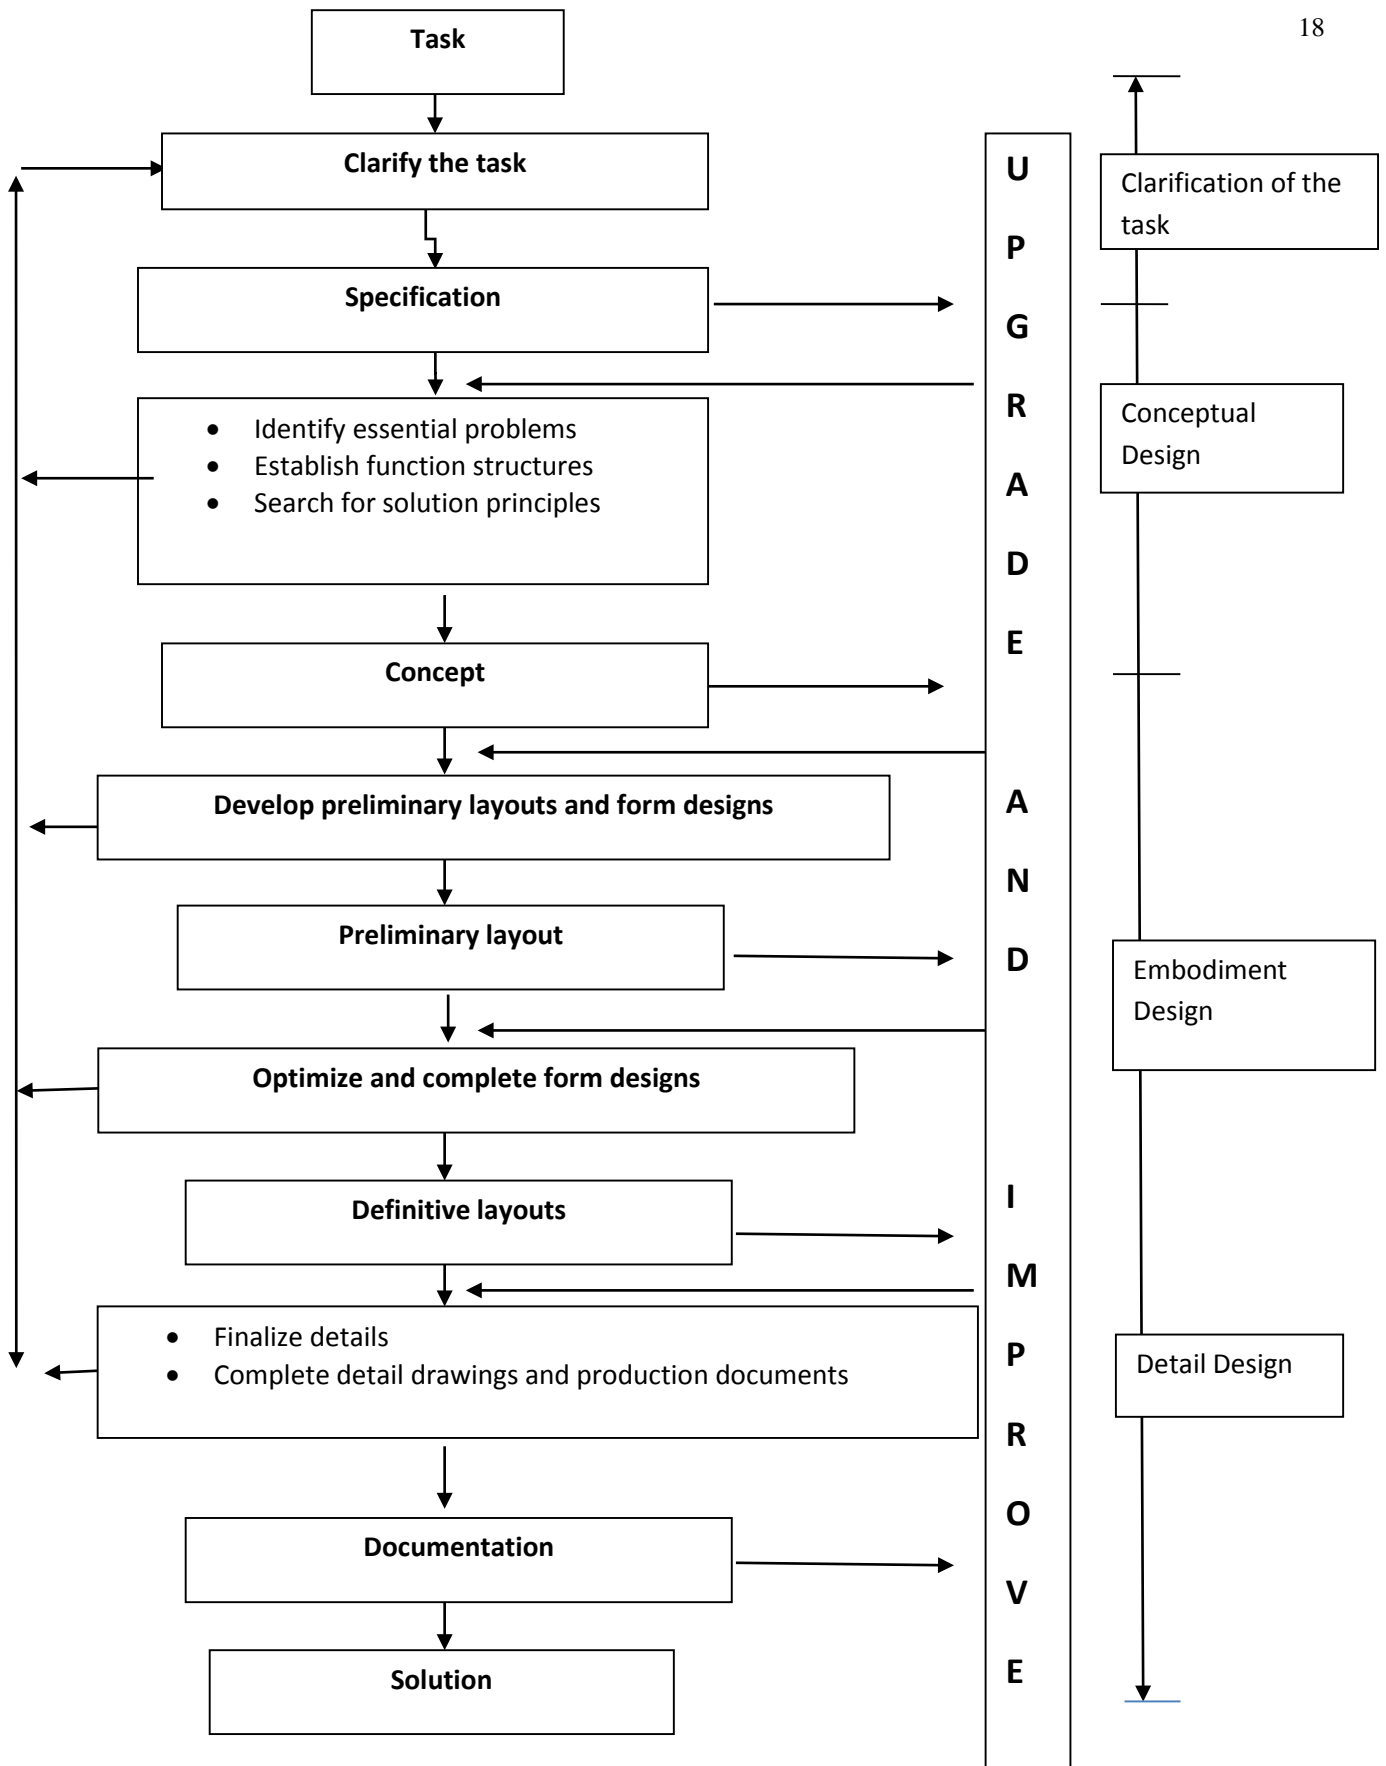 18
Task
Clarify the task
Specification
• Identify essential problems
• Establish function structures
• Search for solution principles
Concept
Develop preliminary layouts and form designs
Preliminary layout
Optimize and complete form designs
Definitive layouts
• Finalize details
• Complete detail drawings and production documents
Documentation
Solution
U
P
G
R
A
D
E
A
N
D
I
M
P
R
O
V
E
Clarification of the
task
Conceptual
Design
Embodiment
Design
Detail Design